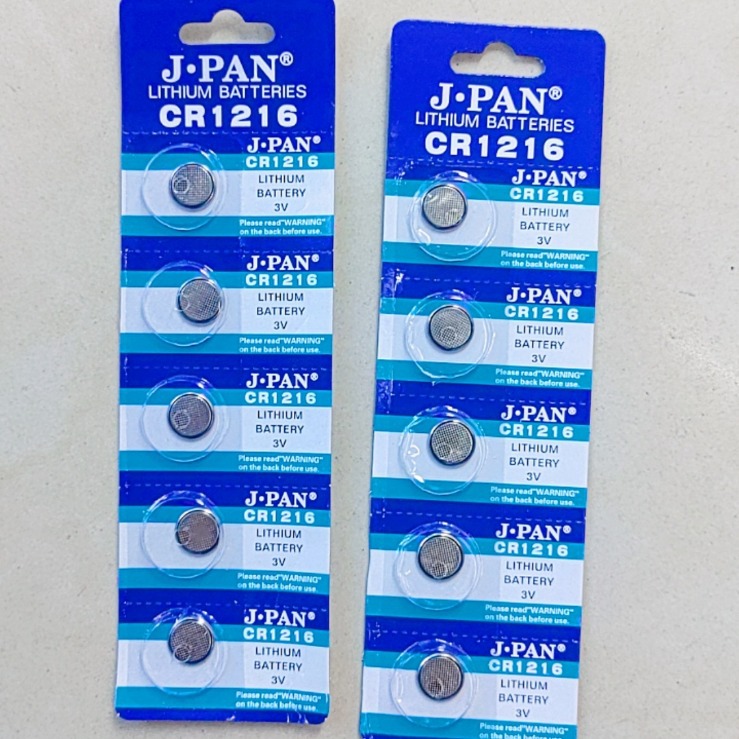 J·PAN®
LITHIUM BATTERIES
CR1216
J·PAN®
CR1216
LITHIUM
BATTERY
3V
Please read"WARNING"
on the back before use.
J·PAN®
CR1216
LITHIUM
BATTERY
3V
Please read"WARNING"
on the back before use.
J·PAN®
CR1216
LITHIUM
BATTERY
3V
Please read"WARNING"
on the back before use.
J·PAN®
CR1216
LITHIUM
BATTERY
3V
Please read"WARNING"
on the back before use.
J·PAN®
CR1216
LITHIUM
BATTERY
3V
Please read"WARNING"
on the back before use.
J·PAN®
LITHIUM BATTERIES
CR1216
J·PAN®
CR1216
LITHIUM
BATTERY
3V
Please read"WARNING"
on the back before use.
J·PAN®
CR1216
LITHIUM
BATTERY
3V
Please read"WARNING"
on the back before use.
J·PAN®
CR1216
LITHIUM
BATTERY
3V
Please read"WARNING"
on the back before use.
J·PAN®
CR1216
LITHIUM
BATTERY
3V
Please read"WARNING"
on the back before use.
J·PAN®
CR1216
LITHIUM
BATTERY
3V
Please read"WARNING"
on the back before use.